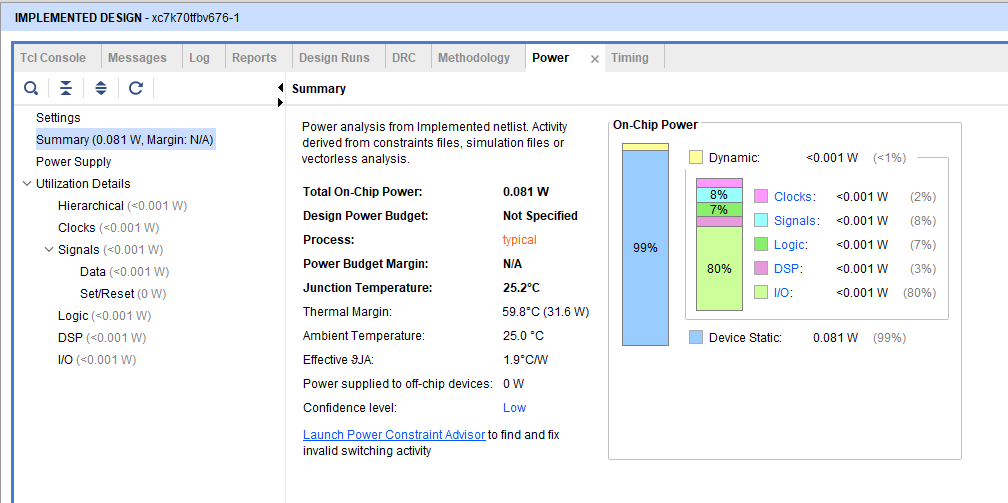 IMPLEMENTED DESIGN - xc7k70tfbv676-1
Tcl Console Messages Log Reports Design Runs DRC Methodology Power × Timing
Summary
Settings
Summary (0.081 W, Margin: N/A)
Power Supply
Utilization Details
Hierarchical (<0.001 W)
Clocks (<0.001 W)
Signals (<0.001 W)
Data (<0.001 W)
Set/Reset (0 W)
Logic (<0.001 W)
DSP (<0.001 W)
I/O (<0.001 W)
Power analysis from Implemented netlist. Activity
derived from constraints files, simulation files or
vectorless analysis.
Total On-Chip Power: 0.081 W
Design Power Budget: Not Specified
Process: typical
Power Budget Margin: N/A
Junction Temperature: 25.2°C
Thermal Margin: 59.8°C (31.6 W)
Ambient Temperature: 25.0 °C
Effective ϑJA: 1.9°C/W
Power supplied to off-chip devices: 0 W
Confidence level: Low
Launch Power Constraint Advisor to find and fix
invalid switching activity
On-Chip Power
99%
Dynamic: <0.001 W (<1%)
8%
7%
80%
Clocks: <0.001 W (2%)
Signals: <0.001 W (8%)
Logic: <0.001 W (7%)
DSP: <0.001 W (3%)
I/O: <0.001 W (80%)
Device Static: 0.081 W (99%)